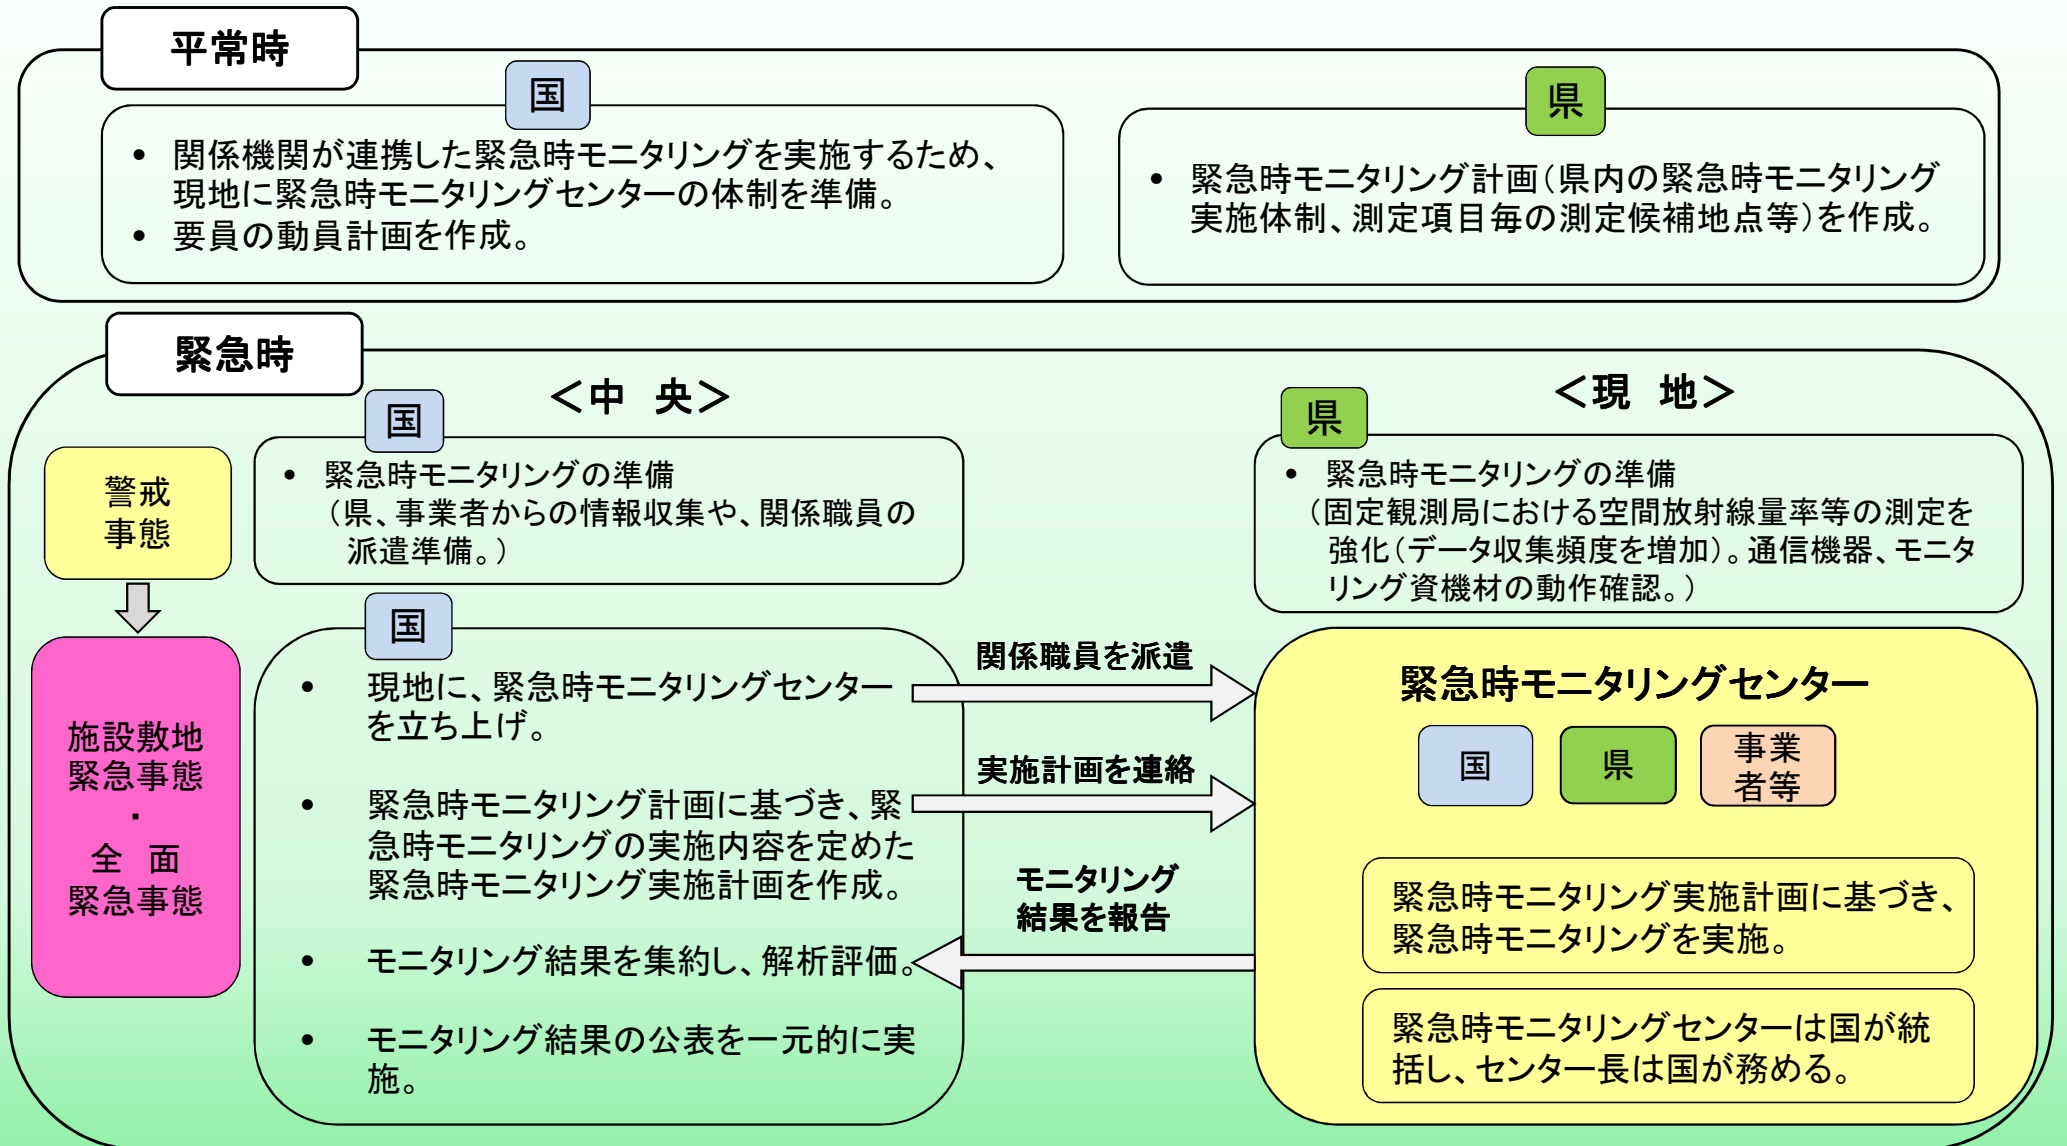 平常時
国
• 関係機関が連携した緊急時モニタリングを実施するため、
現地に緊急時モニタリングセンターの体制を準備。
• 要員の動員計画を作成。
県
• 緊急時モニタリング計画（県内の緊急時モニタリング
実施体制、測定項目毎の測定候補地点等）を作成。
緊急時
＜中　央＞
＜現　地＞
警戒
事態
国
• 緊急時モニタリングの準備
（県、事業者からの情報収集や、関係職員の
派遣準備。）
県
• 緊急時モニタリングの準備
（固定観測局における空間放射線量率等の測定を
強化（データ収集頻度を増加）。通信機器、モニタ
リング資機材の動作確認。）
施設敷地
緊急事態
・
全　面
緊急事態
国
• 現地に、緊急時モニタリングセンター
を立ち上げ。
• 緊急時モニタリング計画に基づき、緊
急時モニタリングの実施内容を定めた
緊急時モニタリング実施計画を作成。
• モニタリング結果を集約し、解析評価。
• モニタリング結果の公表を一元的に実
施。
関係職員を派遣
実施計画を連絡
モニタリング
結果を報告
緊急時モニタリングセンター
国
県
事業
者等
緊急時モニタリング実施計画に基づき、
緊急時モニタリングを実施。
緊急時モニタリングセンターは国が統
括し、センター長は国が務める。